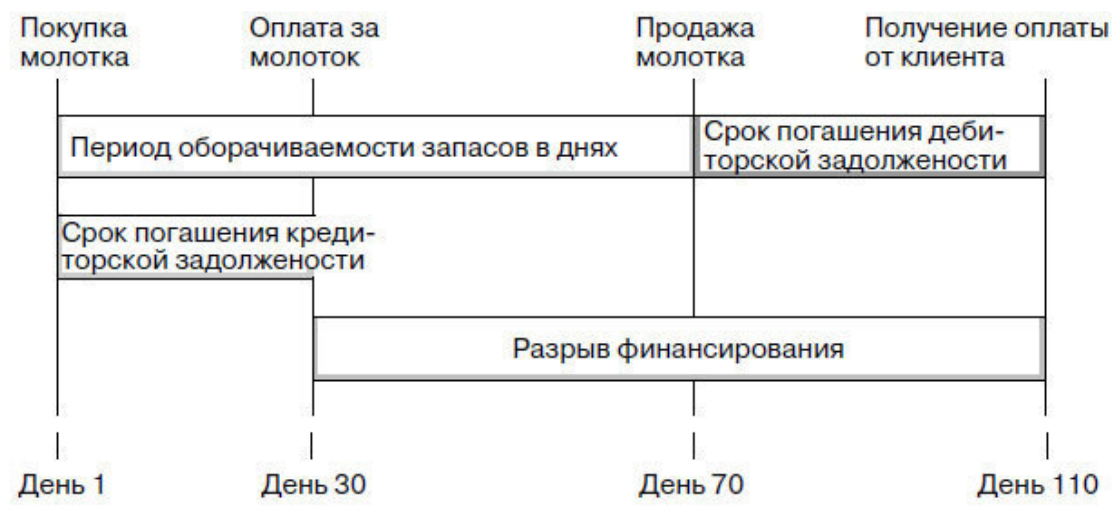 Покупка
молотка
Оплата за
молоток
Продажа
молотка
Получение оплаты
от клиента
Период оборачиваемости запасов в днях
Срок погашения деби-
торской задолжености
Срок погашения креди-
торской задолжености
Разрыв финансирования
День 1
День 30
День 70
День 110